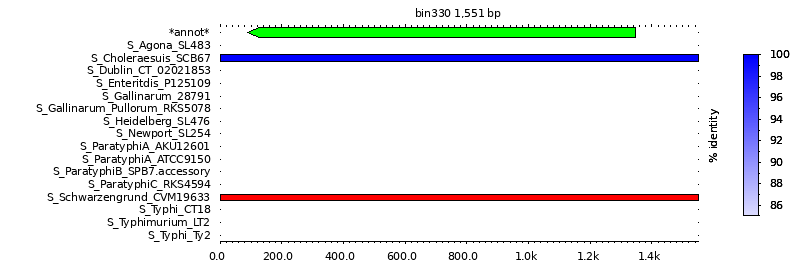 bin330 1,551 bp
*annot*
S_Agona_SL483
S_Choleraesuis_SCB67
S_Dublin_CT_02021853
S_Enteritdis_P125109
S_Gallinarum_28791
S_Gallinarum_Pullorum_RKS5078
S_Heidelberg_SL476
S_Newport_SL254
S_ParatyphiA_AKU12601
S_ParatyphiA_ATCC9150
S_ParatyphiB_SPB7.accessory
S_ParatyphiC_RKS4594
S_Schwarzengrund_CVM19633
S_Typhi_CT18
S_Typhimurium_LT2
S_Typhi_Ty2
0.0 200.0 400.0 600.0 800.0 1.0k 1.2k 1.4k
% identity
100
98
96
94
92
90
88
86